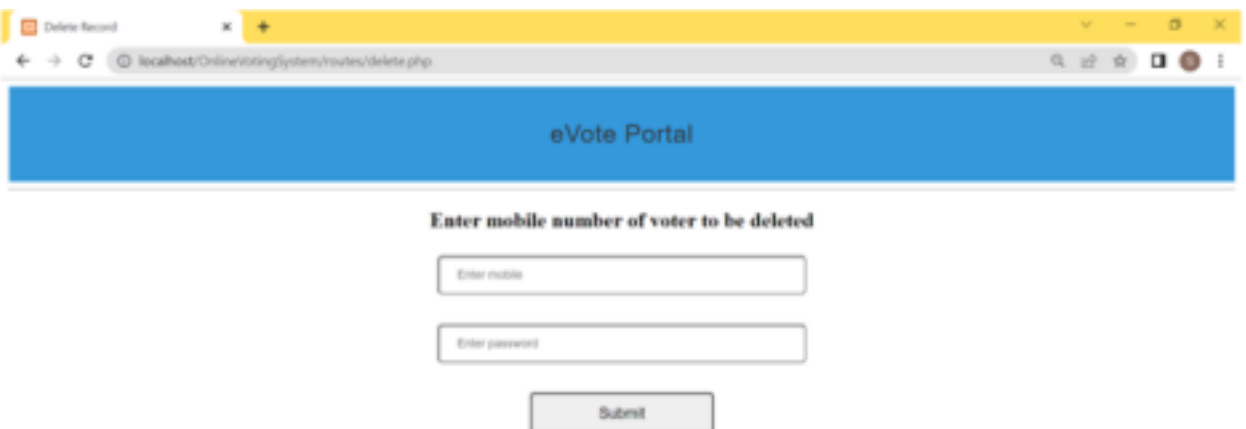 Delete Record
localhost/OnlineVotingSystem/routes/delete.php
eVote Portal
Enter mobile number of voter to be deleted
Enter mobile
Enter password
Submit